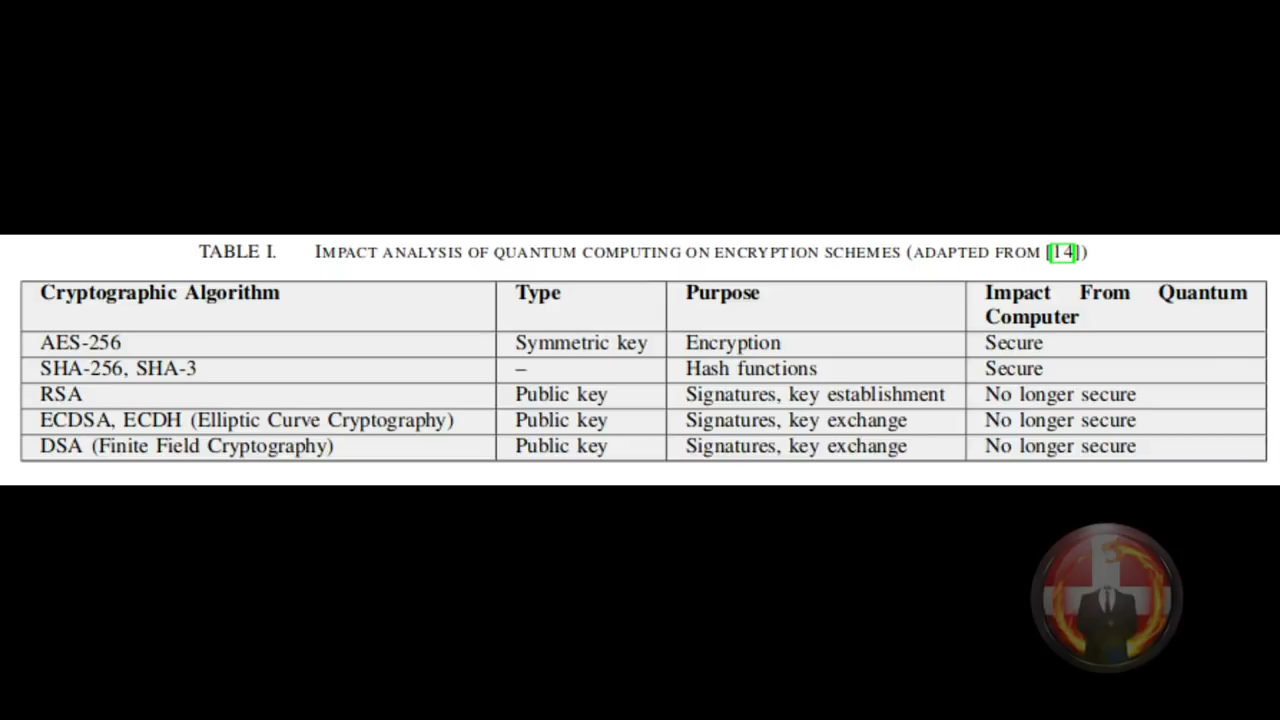 TABLE I. IMPACT ANALYSIS OF QUANTUM COMPUTING ON ENCRYPTION SCHEMES (ADAPTED FROM [14])
Cryptographic Algorithm Type Purpose Impact From Quantum
Computer
AES-256 Symmetric key Encryption Secure
SHA-256, SHA-3 – Hash functions Secure
RSA Public key Signatures, key establishment No longer secure
ECDSA, ECDH (Elliptic Curve Cryptography) Public key Signatures, key exchange No longer secure
DSA (Finite Field Cryptography) Public key Signatures, key exchange No longer secure